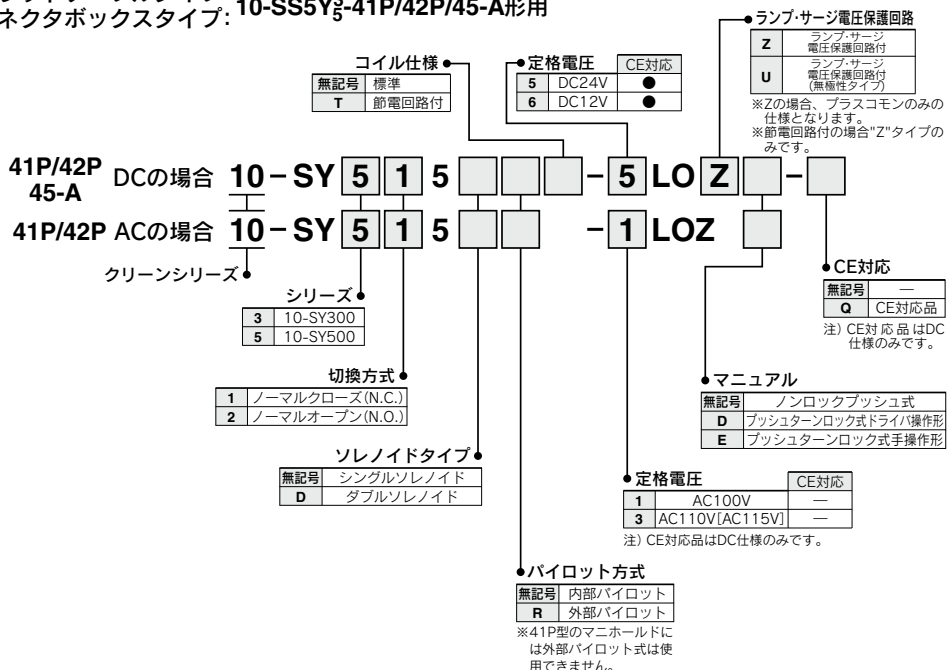 ネクタボックスタイプ: 10-SS5Y 5-41P/42P/45-A形用
ランプ・サージ電圧保護回路
Z ランプ・サージ
電圧保護回路付
U ランプ・サージ
電圧保護回路付
(無極性タイプ)
※Zの場合、プラスコモンのみの
仕様となります。
※節電回路付の場合"Z"タイプの
みです。
コイル仕様
無記号 標準
T 節電回路付
定格電圧 CE対応
5 DC24V ●
6 DC12V ●
41P/42P
45-A
DCの場合 10-SY 5 1 5 - 5 LO Z -
41P/42P ACの場合 10-SY 5 1 5 - 1 LOZ
クリーンシリーズ
シリーズ
3 10-SY300
5 10-SY500
切換方式
1 ノーマルクローズ(N.C.)
2 ノーマルオープン(N.O.)
ソレノイドタイプ
無記号 シングルソレノイド
D ダブルソレノイド
CE対応
無記号 —
Q CE対応品
注) CE対応品はDC
仕様のみです。
マニュアル
無記号 ノンロックプッシュ式
D プッシュターンロック式ドライバ操作形
E プッシュターンロック式手操作形
定格電圧 CE対応
1 AC100V —
3 AC110V[AC115V] —
注) CE対応品はDC仕様のみです。
パイロット方式
無記号 内部パイロット
R 外部パイロット
※41P型のマニホールドに
は外部パイロット式は使
用できません。